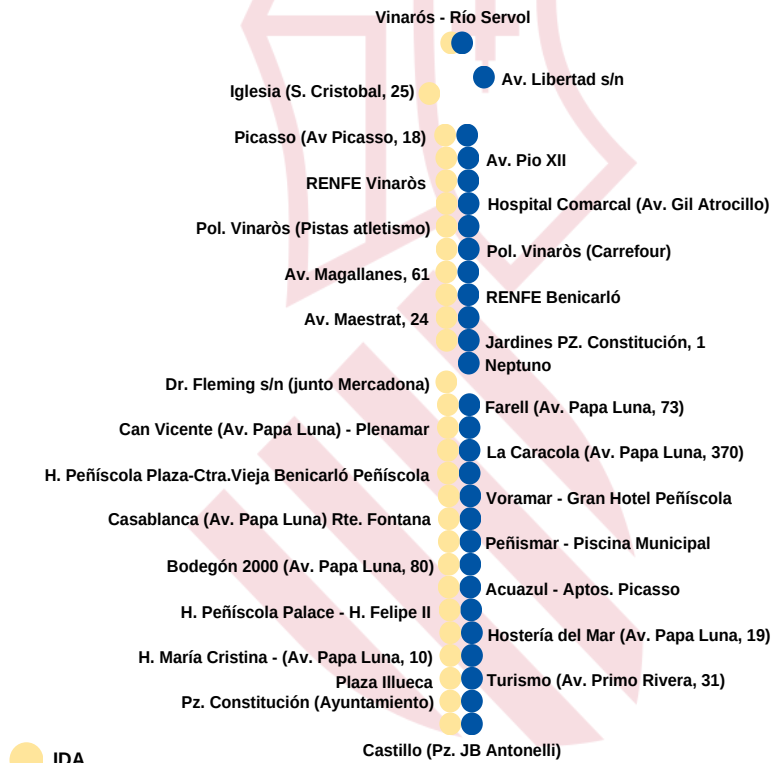 Vinarós - Río Servol
Av. Libertad s/n
Iglesia (S. Cristobal, 25)
Picasso (Av Picasso, 18)
Av. Pio XII
RENFE Vinaròs
Hospital Comarcal (Av. Gil Atrocillo)
Pol. Vinaròs (Pistas atletismo)
Pol. Vinaròs (Carrefour)
Av. Magallanes, 61
RENFE Benicarló
Av. Maestrat, 24
Jardines PZ. Constitución, 1
Neptuno
Dr. Fleming s/n (junto Mercadona)
Farell (Av. Papa Luna, 73)
Can Vicente (Av. Papa Luna) - Plenamar
La Caracola (Av. Papa Luna, 370)
H. Peñíscola Plaza-Ctra.Vieja Benicarló Peñíscola
Voramar - Gran Hotel Peñíscola
Casablanca (Av. Papa Luna) Rte. Fontana
Peñismar - Piscina Municipal
Bodegón 2000 (Av. Papa Luna, 80)
Acuazul - Aptos. Picasso
H. Peñíscola Palace - H. Felipe II
Hostería del Mar (Av. Papa Luna, 19)
H. María Cristina - (Av. Papa Luna, 10)
Plaza Illueca
Turismo (Av. Primo Rivera, 31)
Pz. Constitución (Ayuntamiento)
Castillo (Pz. JB Antonelli)
IDA